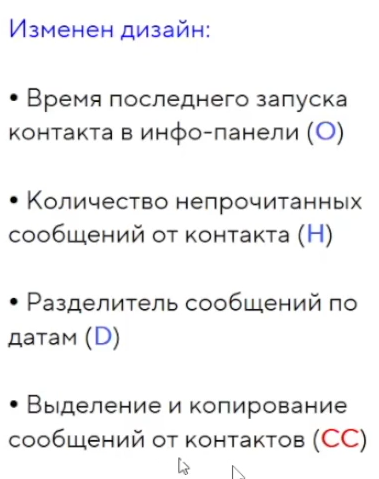 Изменен дизайн:
• Время последнего запуска
контакта в инфо-панели (O)
• Количество непрочитанных
сообщений от контакта (H)
• Разделитель сообщений по
датам (D)
• Выделение и копирование
сообщений от контактов (CC)